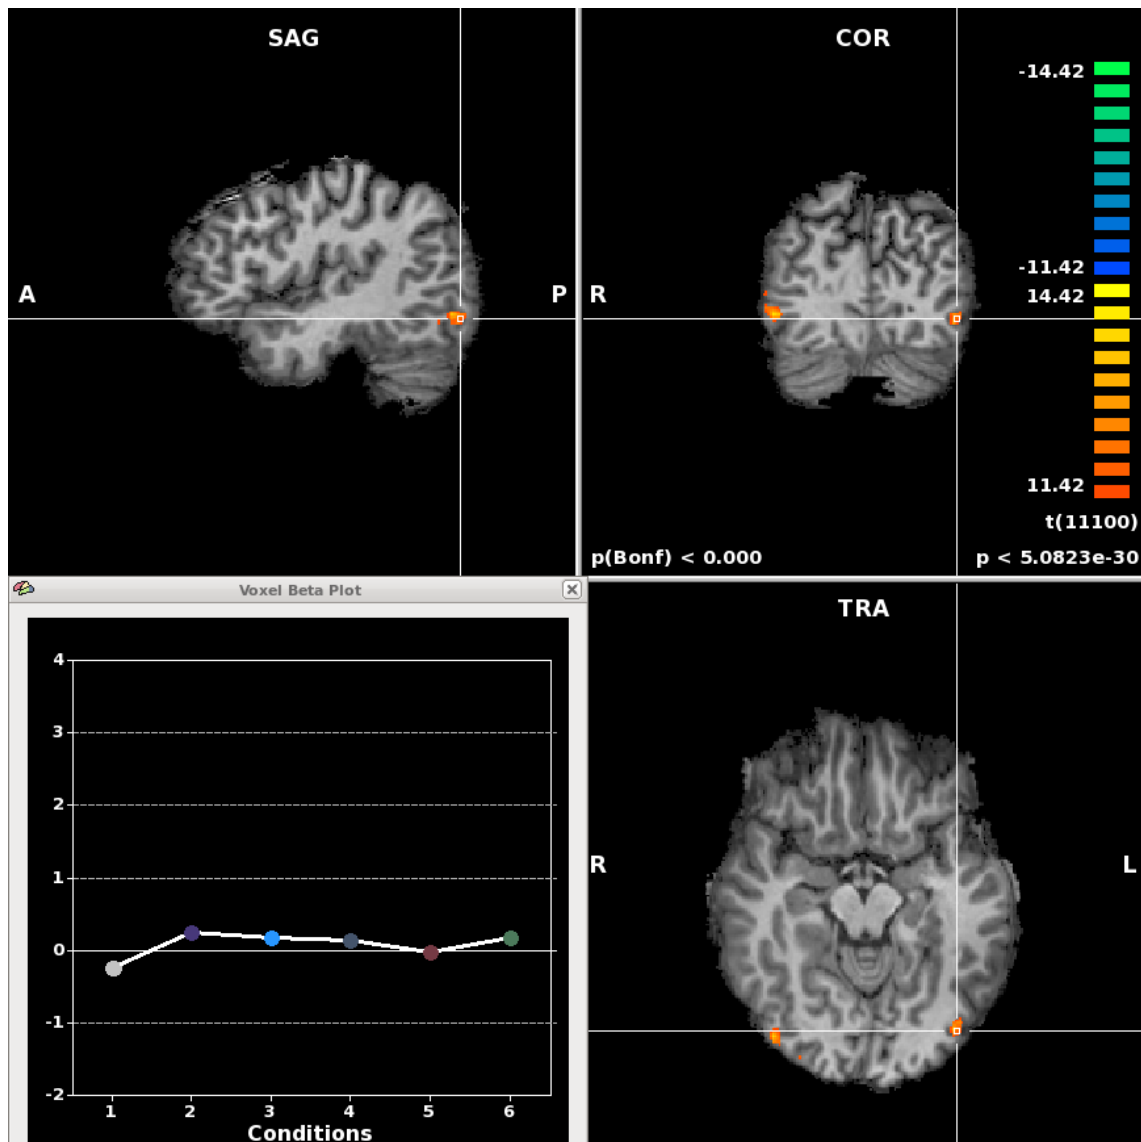 SAG
A
P
COR
R
-14.42
-11.42
14.42
11.42
t(11100)
p(Bonf) < 0.000
p < 5.0823e-30
Voxel Beta Plot
4
3
2
1
0
-1
-2
1 2 3 4 5 6
Conditions
TRA
R
L